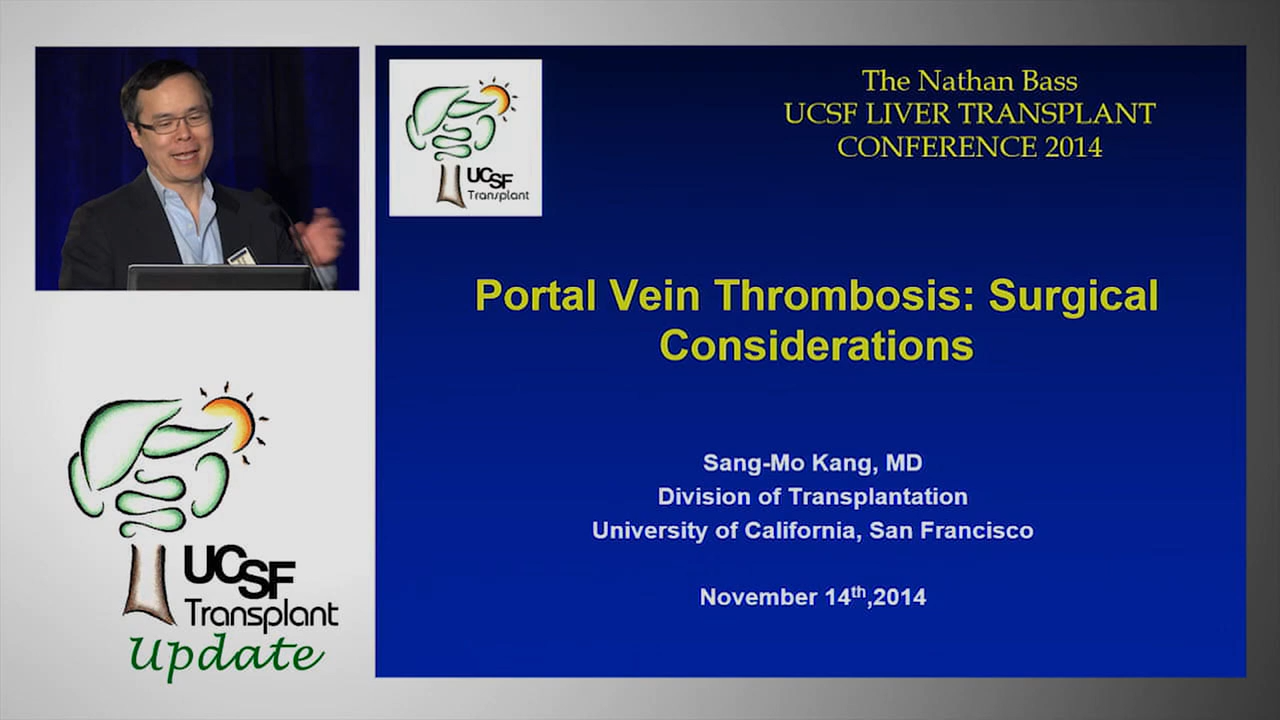 The Nathan Bass
UCSF LIVER TRANSPLANT
CONFERENCE 2014
UCSF
Transplant
Portal Vein Thrombosis: Surgical
Considerations
Sang-Mo Kang, MD
Division of Transplantation
University of California, San Francisco
November 14th,2014
UCSF
Transplant
Update